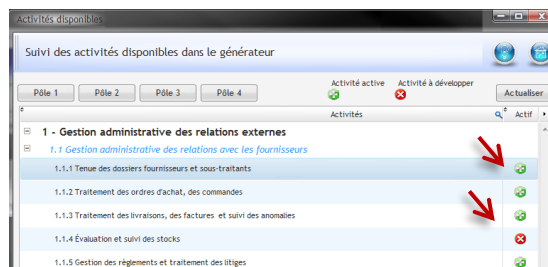 Activités disponibles
Suivi des activités disponibles dans le générateur
Pôle 1 Pôle 2 Pôle 3 Pôle 4 Activité active Activité à développer Actualiser
Activités Actif
1 - Gestion administrative des relations externes
1.1 Gestion administrative des relations avec les fournisseurs
1.1.1 Tenue des dossiers fournisseurs et sous-traitants
1.1.2 Traitement des ordres d'achat, des commandes
1.1.3 Traitement des livraisons, des factures et suivi des anomalies
1.1.4 Évaluation et suivi des stocks
1.1.5 Gestion des règlements et traitement des litiges